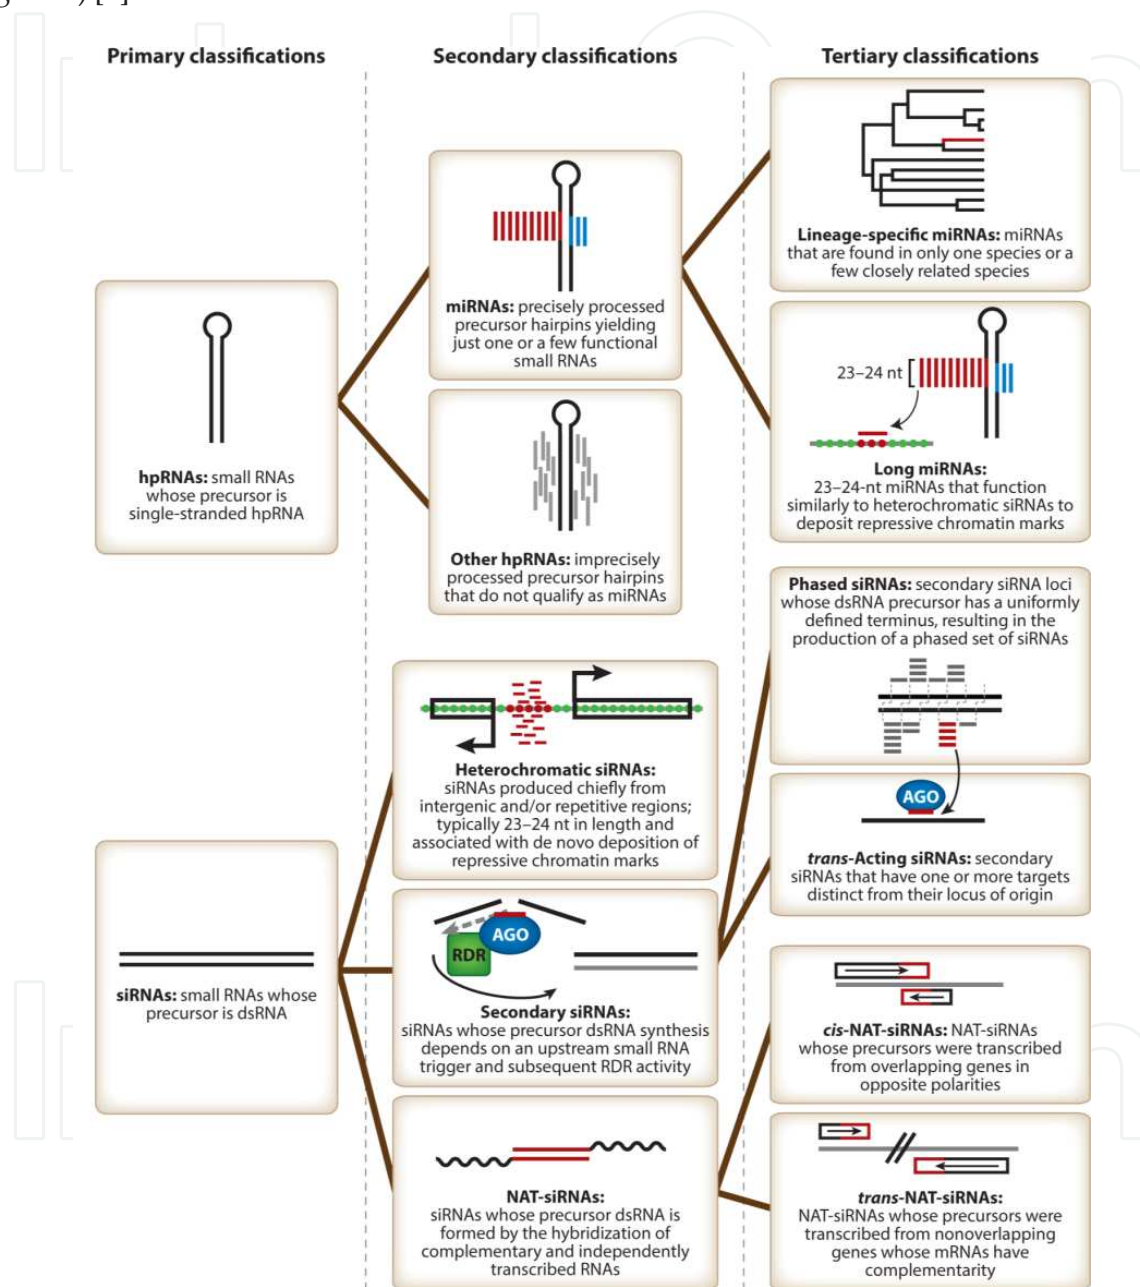 Primary classifications
Secondary classifications
Tertiary classifications
hpRNAs: small RNAs
whose precursor is
single-stranded hpRNA
miRNAs: precisely processed
precursor hairpins yielding
just one or a few functional
small RNAs
Other hpRNAs: imprecisely
processed precursor hairpins
that do not qualify as miRNAs
Lineage-specific miRNAs: miRNAs
that are found in only one species or a
few closely related species
23–24 nt
Long miRNAs:
23–24-nt miRNAs that function
similarly to heterochromatic siRNAs to
deposit repressive chromatin marks
siRNAs: small RNAs whose
precursor is dsRNA
Heterochromatic siRNAs:
siRNAs produced chiefly from
intergenic and/or repetitive regions;
typically 23–24 nt in length and
associated with de novo deposition of
repressive chromatin marks
AGO
RDR
Secondary siRNAs:
siRNAs whose precursor dsRNA synthesis
depends on an upstream small RNA
trigger and subsequent RDR activity
NAT-siRNAs:
siRNAs whose precursor dsRNA is
formed by the hybridization of
complementary and independently
transcribed RNAs
Phased siRNAs: secondary siRNA loci
whose dsRNA precursor has a uniformly
defined terminus, resulting in the
production of a phased set of siRNAs
AGO
trans-Acting siRNAs: secondary
siRNAs that have one or more targets
distinct from their locus of origin
cis-NAT-siRNAs: NAT-siRNAs
whose precursors were transcribed
from overlapping genes in
opposite polarities
trans-NAT-siRNAs:
NAT-siRNAs whose precursors were
transcribed from nonoverlapping
genes whose mRNAs have
complementarity